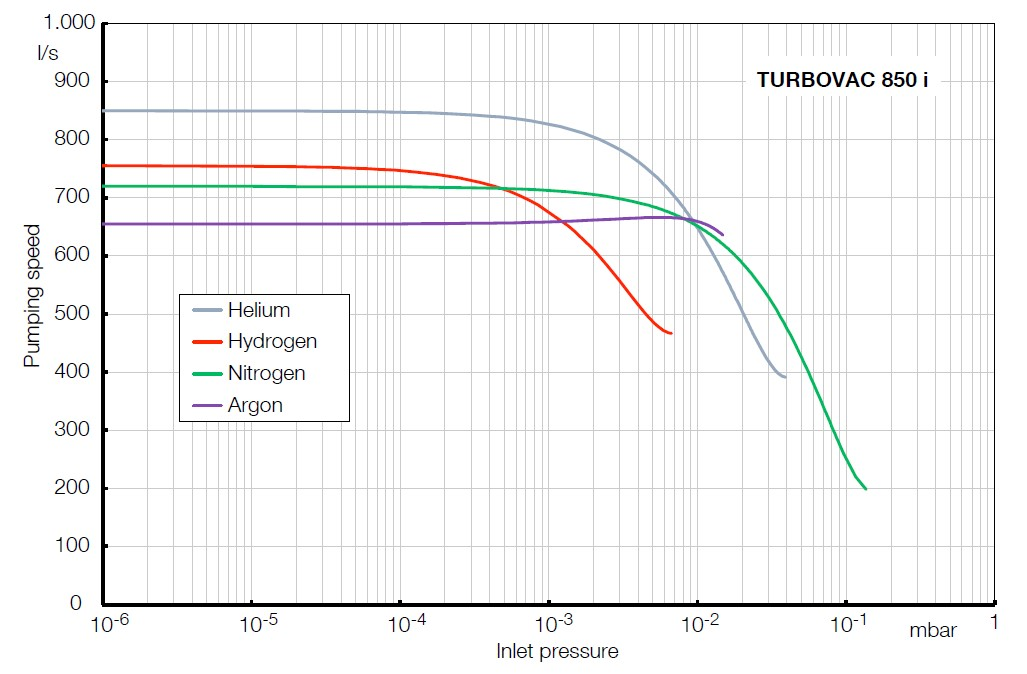 1.000
l/s
900
TURBOVAC 850 i
800
700
600
500
400
300
200
100
0
Pumping speed
Helium
Hydrogen
Nitrogen
Argon
10-6
10-5
10-4
10-3
10-2
10-1
mbar
1
Inlet pressure